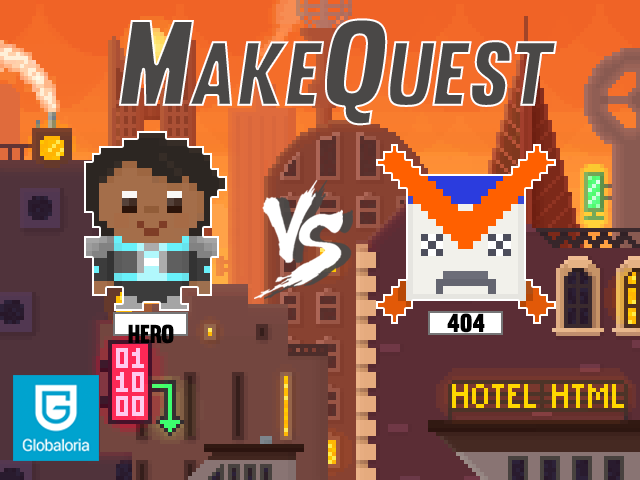 MAKEQUEST
VS
HERO
404
01
10
00
HOTEL HTML
G
Globaloria